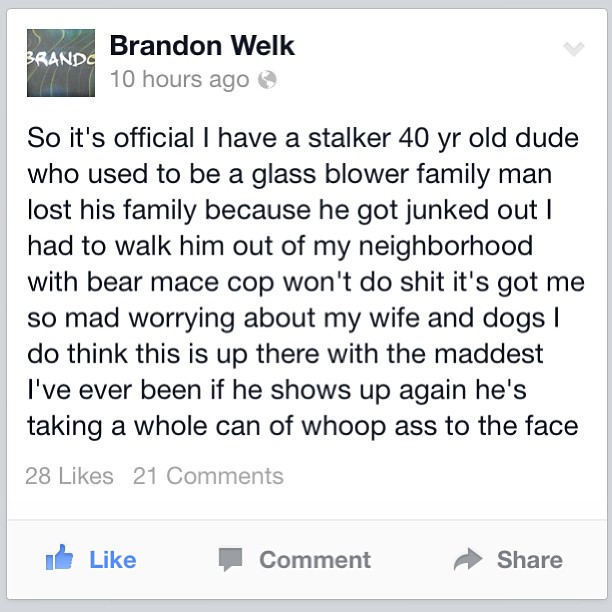 BRANDO
Brandon Welk
10 hours ago
So it's official I have a stalker 40 yr old dude
who used to be a glass blower family man
lost his family because he got junked out I
had to walk him out of my neighborhood
with bear mace cop won't do shit it's got me
so mad worrying about my wife and dogs I
do think this is up there with the maddest
I've ever been if he shows up again he's
taking a whole can of whoop ass to the face
28 Likes 21 Comments
Like Comment Share